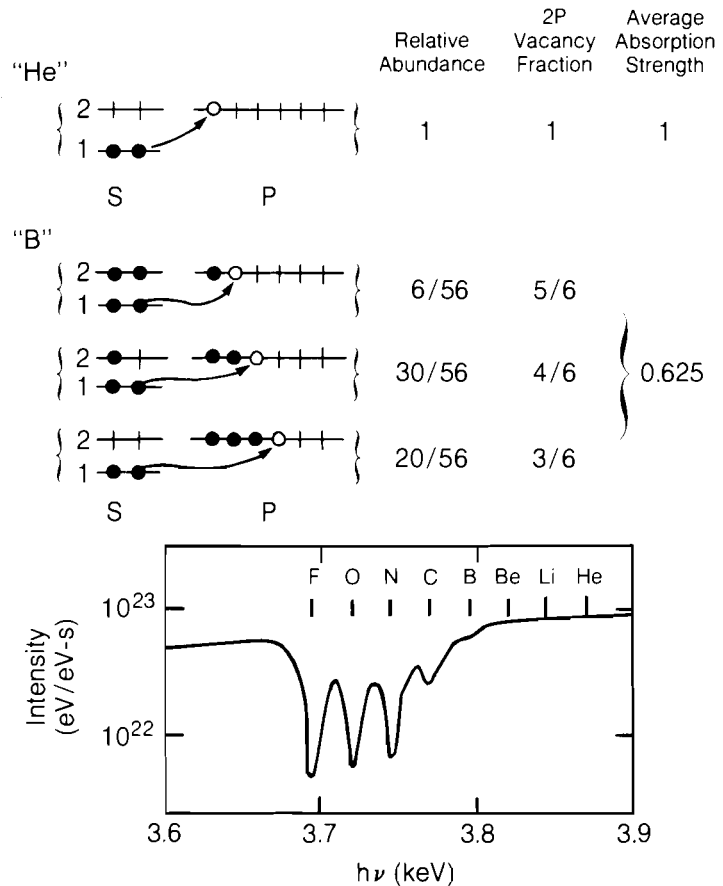 Relative Abundance
2P Vacancy Fraction
Average Absorption Strength
"He"
2
1
1
1
1
S P
"B"
2
1
6/56 5/6
2
1
30/56 4/6
0.625
2
1
20/56 3/6
S P
F O N C B Be Li He
10²³
10²²
Intensity
(eV/eV-s)
3.6 3.7 3.8 3.9
hν (keV)